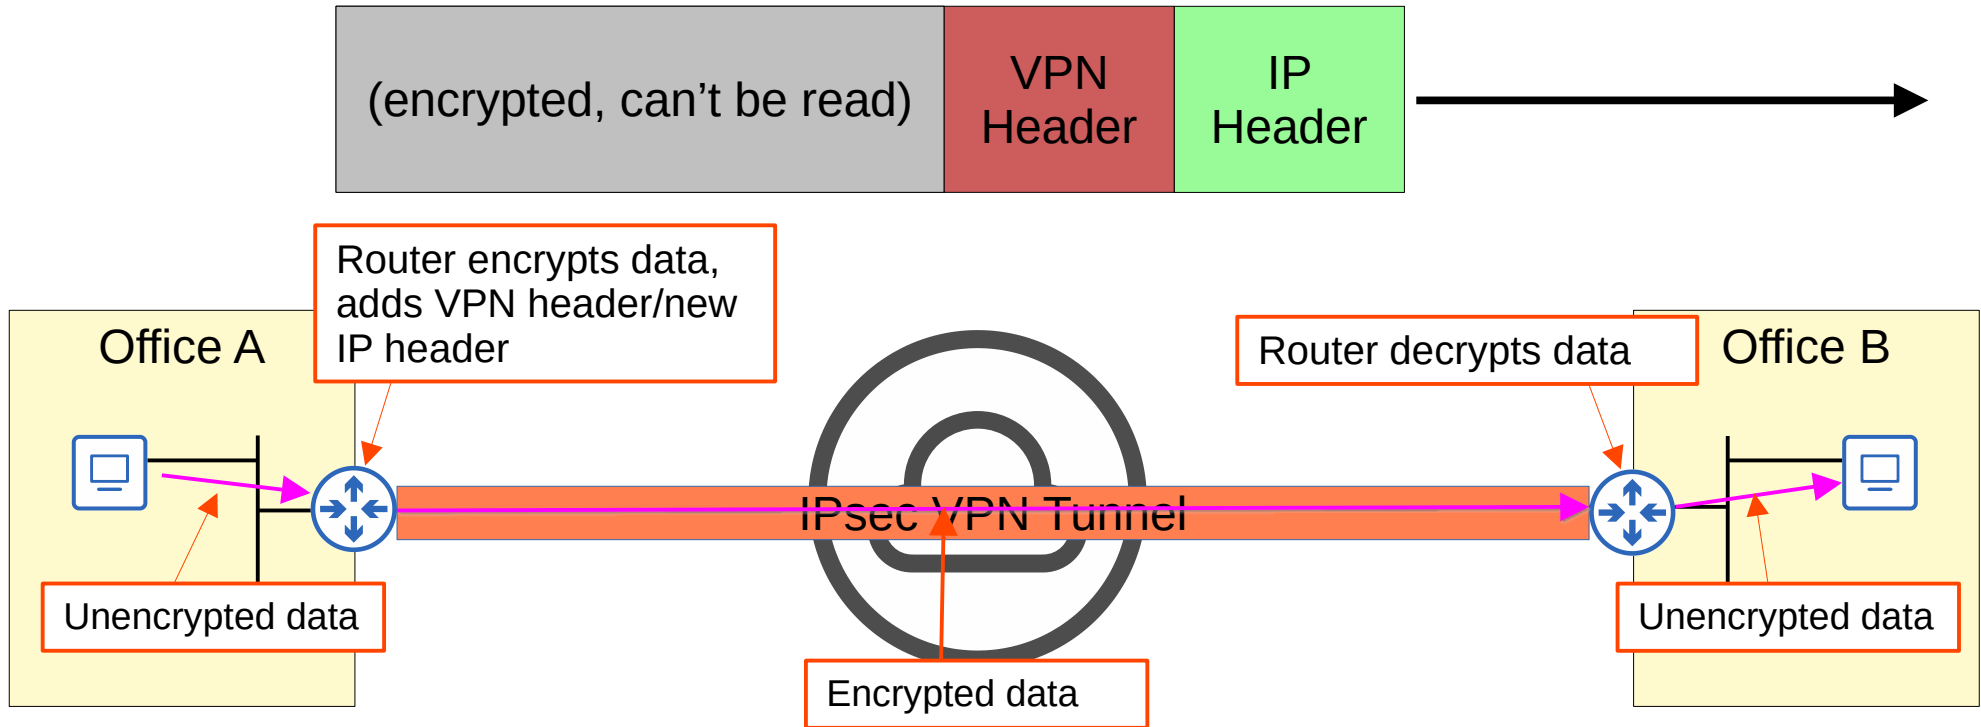 (encrypted, can’t be read)
VPN
Header
IP
Header
Router encrypts data,
adds VPN header/new
IP header
Office A
Router decrypts data
Office B
IPsec VPN Tunnel
Unencrypted data
Unencrypted data
Encrypted data